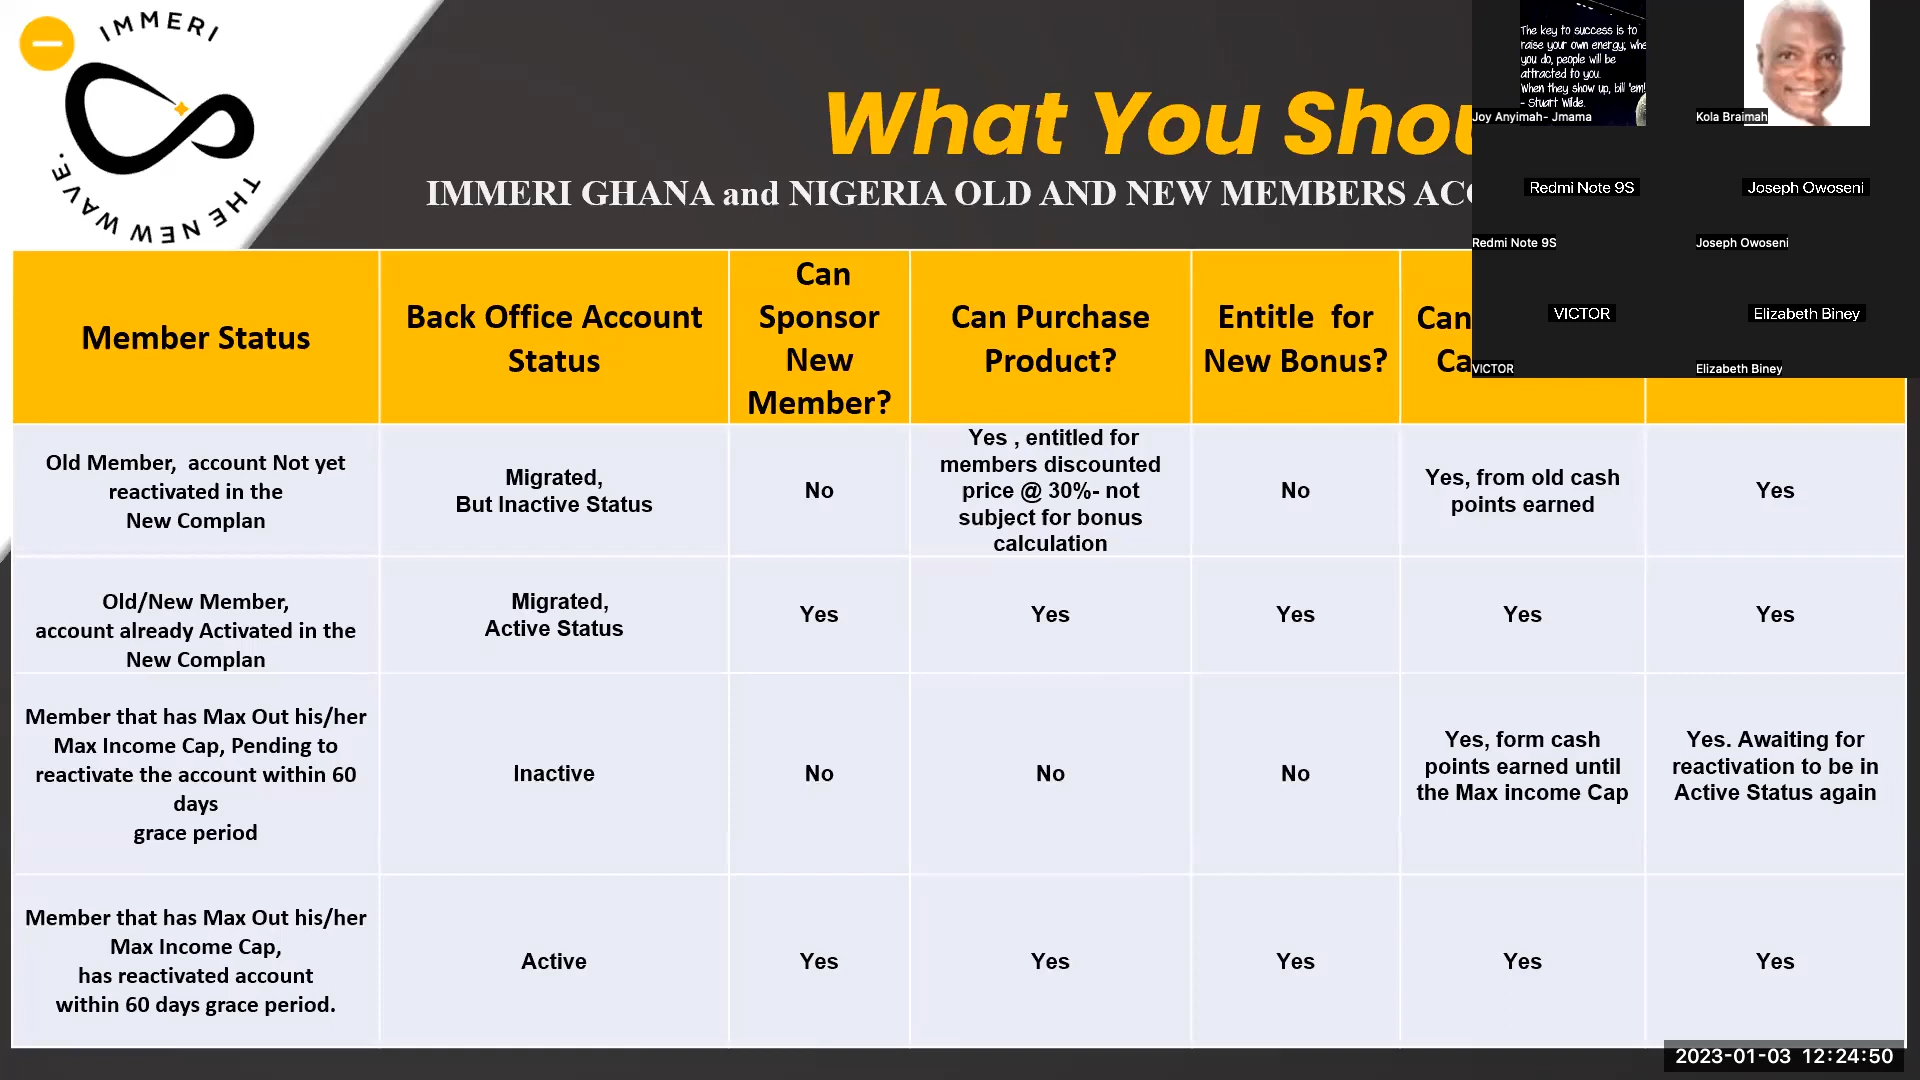 IMMERI
THE NEW WAVE.
What You Shou
IMMERI GHANA and NIGERIA OLD AND NEW MEMBERS ACC
The key to success is to
raise your own energy; whe
you do, people will be
attracted to you.
When they show up, bill 'em!
- Stuart Wilde.
Joy Anyimah- Jmama
Kola Braimah
Redmi Note 9S
Joseph Owoseni
Redmi Note 9S
Joseph Owoseni
VICTOR
Elizabeth Biney
VICTOR
Elizabeth Biney
Member Status
Back Office Account
Status
Can
Sponsor
New
Member?
Can Purchase
Product?
Entitle for
New Bonus?
Can
Ca
Old Member, account Not yet
reactivated in the
New Complan
Migrated,
But Inactive Status
No
Yes , entitled for
members discounted
price @ 30%- not
subject for bonus
calculation
No
Yes, from old cash
points earned
Yes
Old/New Member,
account already Activated in the
New Complan
Migrated,
Active Status
Yes
Yes
Yes
Yes
Yes
Member that has Max Out his/her
Max Income Cap, Pending to
reactivate the account within 60
days
grace period
Inactive
No
No
No
Yes, form cash
points earned until
the Max income Cap
Yes. Awaiting for
reactivation to be in
Active Status again
Member that has Max Out his/her
Max Income Cap,
has reactivated account
within 60 days grace period.
Active
Yes
Yes
Yes
Yes
Yes
2023-01-03 12:24:50